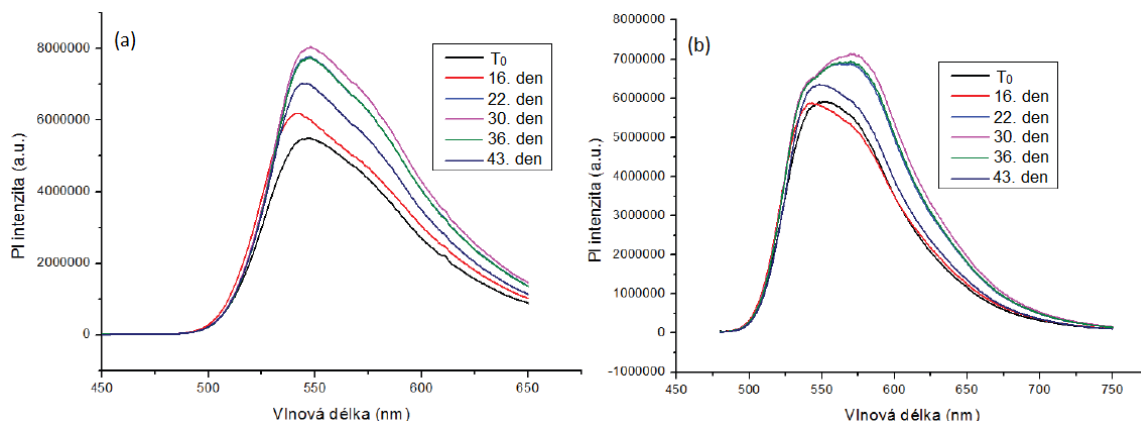 (a)
PI intenzita (a.u.)
8000000
6000000
4000000
2000000
0
450
500
550
600
650
Vlnová délka (nm)
T0
16. den
22. den
30. den
36. den
43. den
(b)
PI intenzita (a.u.)
8000000
7000000
6000000
5000000
4000000
3000000
2000000
1000000
0
-1000000
450
500
550
600
650
700
750
Vlnová délka (nm)
T0
16. den
22. den
30. den
36. den
43. den